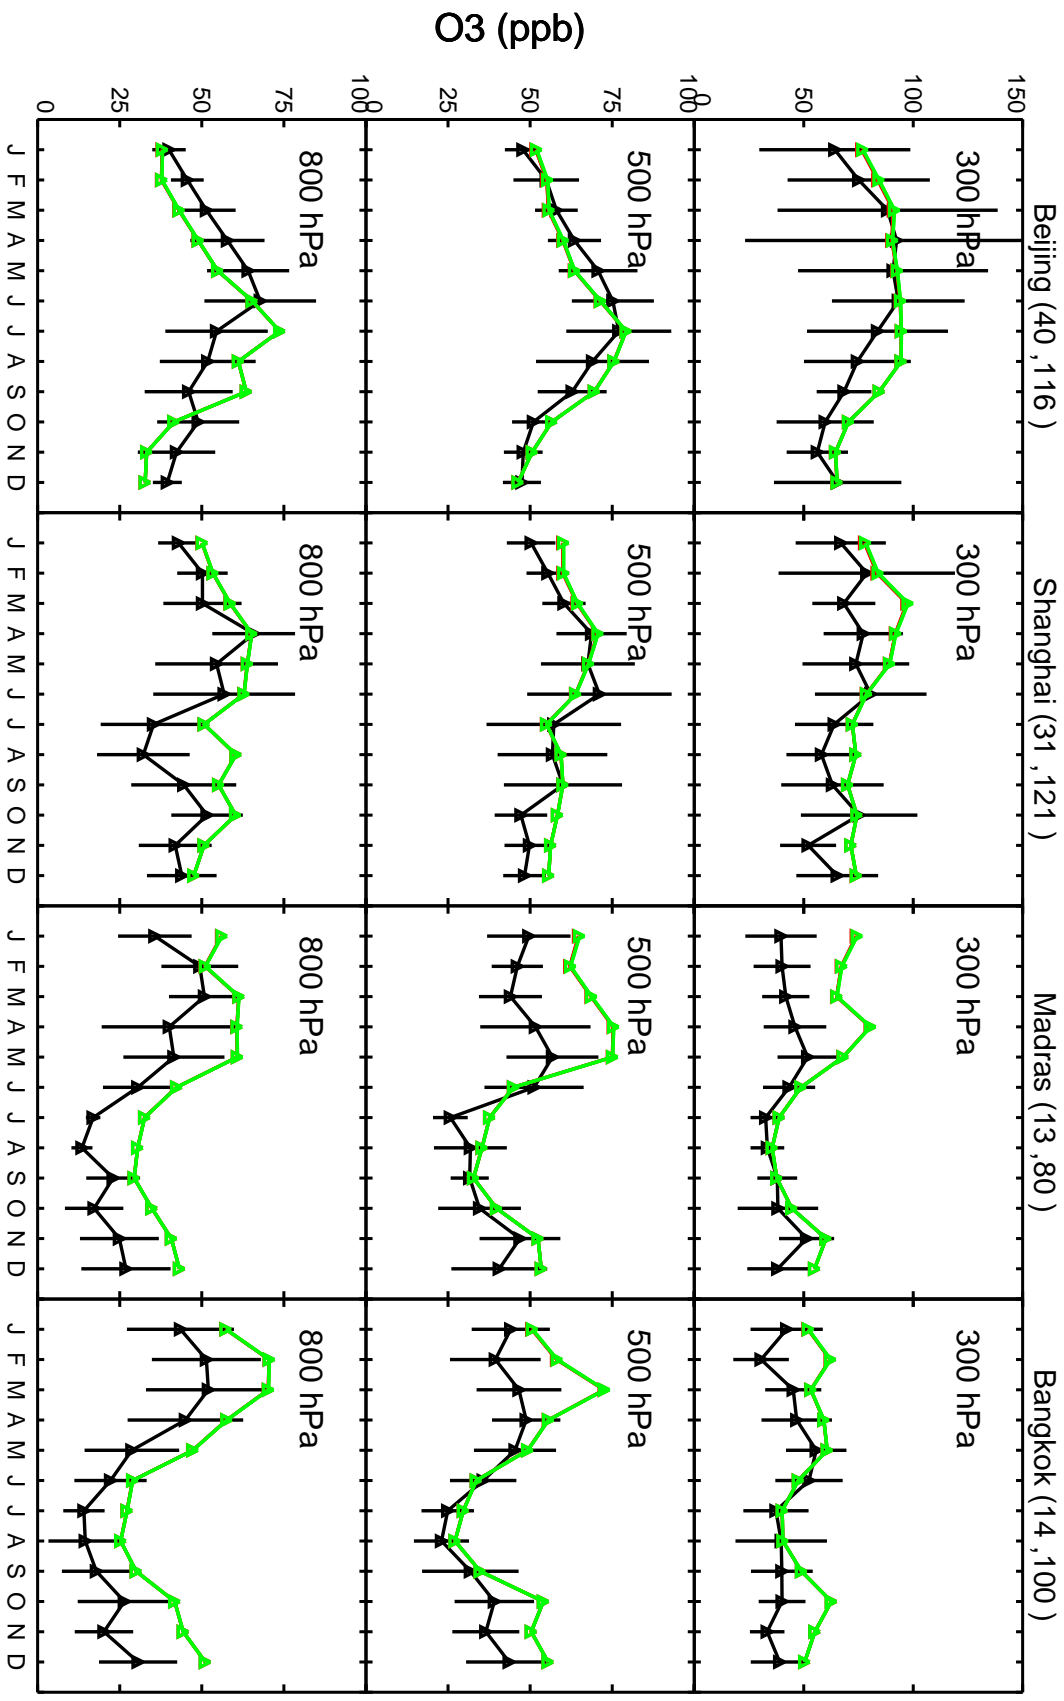 O3 (ppb)
Beijing (40 ,116 )
Shanghai (31 ,121 )
Madras (13 ,80 )
Bangkok (14 ,100 )
150
100
50
0
300 hPa
300 hPa
300 hPa
300 hPa
100
75
50
25
0
500 hPa
500 hPa
500 hPa
500 hPa
100
75
50
25
0
800 hPa
800 hPa
800 hPa
800 hPa
J F M A M J J A S O N D
J F M A M J J A S O N D
J F M A M J J A S O N D
J F M A M J J A S O N D